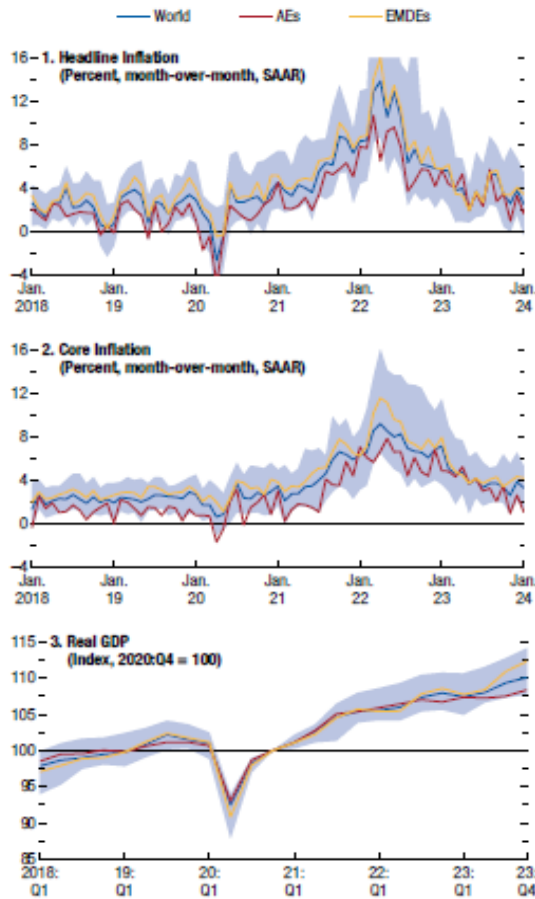 World AEs EMDEs
1. Headline Inflation
(Percent, month-over-month, SAAR)
16
12
8
4
0
–4
Jan. Jan. Jan. Jan. Jan. Jan. Jan.
2018 19 20 21 22 23 24
2. Core Inflation
(Percent, month-over-month, SAAR)
16
12
8
4
0
–4
Jan. Jan. Jan. Jan. Jan. Jan. Jan.
2018 19 20 21 22 23 24
3. Real GDP
(Index, 2020:Q4 = 100)
115
110
105
100
95
90
85
2018: 19: 20: 21: 22: 23: 23:
Q1 Q1 Q1 Q1 Q1 Q1 Q4